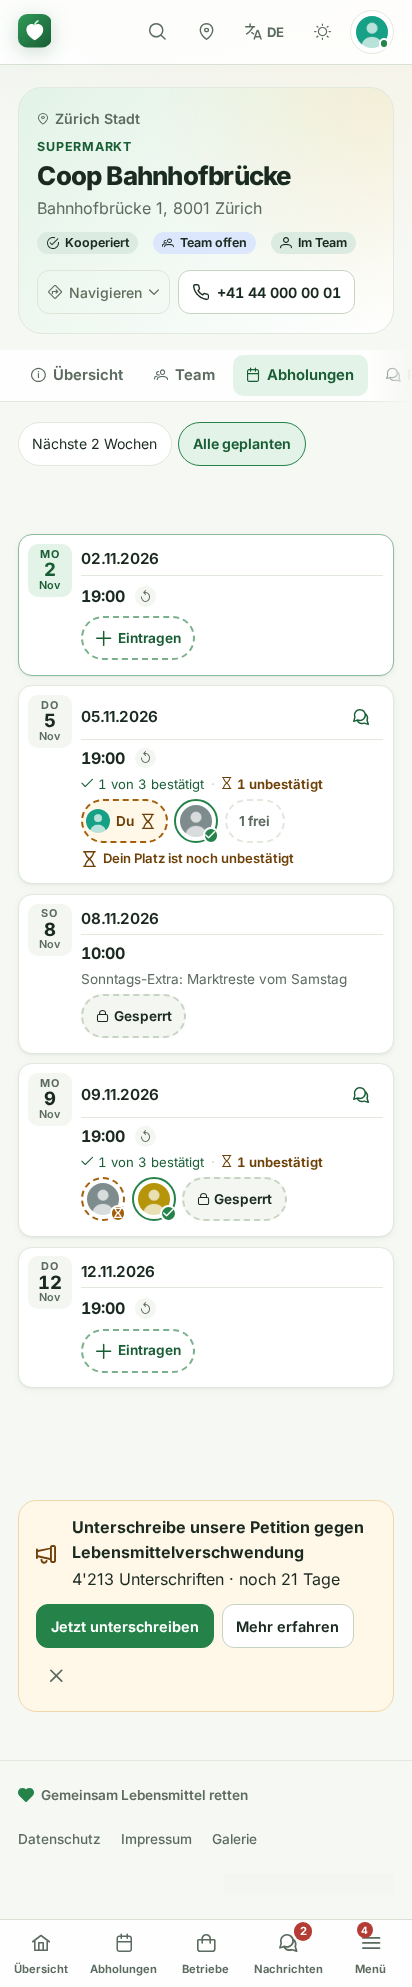 DE
Zürich Stadt
SUPERMARKT
Coop Bahnhofbrücke
Bahnhofbrücke 1, 8001 Zürich
Kooperiert Team offen Im Team
Navigieren +41 44 000 00 01
Übersicht Team Abholungen
Nächste 2 Wochen Alle geplanten
MO
2
Nov
02.11.2026
19:00
Eintragen
DO
5
Nov
05.11.2026
19:00
1 von 3 bestätigt · 1 unbestätigt
Du 1 frei
Dein Platz ist noch unbestätigt
SO
8
Nov
08.11.2026
10:00
Sonntags-Extra: Marktreste vom Samstag
Gesperrt
MO
9
Nov
09.11.2026
19:00
1 von 3 bestätigt · 1 unbestätigt
Gesperrt
DO
12
Nov
12.11.2026
19:00
Eintragen
Unterschreibe unsere Petition gegen
Lebensmittelverschwendung
4'213 Unterschriften · noch 21 Tage
Jetzt unterschreiben Mehr erfahren
Gemeinsam Lebensmittel retten
Datenschutz Impressum Galerie
2 4
Übersicht Abholungen Betriebe Nachrichten Menü